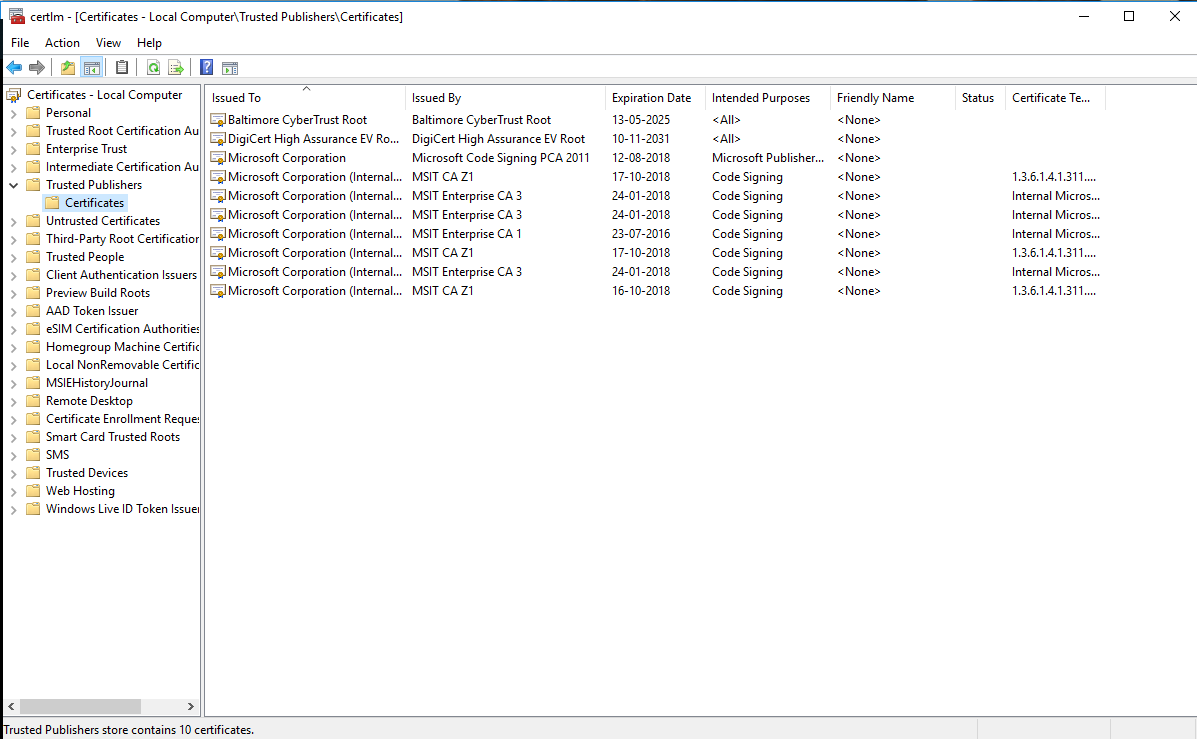 certlm - [Certificates - Local Computer\Trusted Publishers\Certificates]
File Action View Help
Certificates - Local Computer
Personal
Trusted Root Certification Au
Enterprise Trust
Intermediate Certification Au
Trusted Publishers
Certificates
Untrusted Certificates
Third-Party Root Certification
Trusted People
Client Authentication Issuers
Preview Build Roots
AAD Token Issuer
eSIM Certification Authorities
Homegroup Machine Certific
Local NonRemovable Certific
MSIEHistoryJournal
Remote Desktop
Certificate Enrollment Reques
Smart Card Trusted Roots
SMS
Trusted Devices
Web Hosting
Windows Live ID Token Issuer
Issued To Issued By Expiration Date Intended Purposes Friendly Name Status Certificate Te...
Baltimore CyberTrust Root Baltimore CyberTrust Root 13-05-2025 <All> <None>
DigiCert High Assurance EV Ro... DigiCert High Assurance EV Root 10-11-2031 <All> <None>
Microsoft Corporation Microsoft Code Signing PCA 2011 12-08-2018 Microsoft Publisher... <None>
Microsoft Corporation (Internal... MSIT CA Z1 17-10-2018 Code Signing <None> 1.3.6.1.4.1.311....
Microsoft Corporation (Internal... MSIT Enterprise CA 3 24-01-2018 Code Signing <None> Internal Micros...
Microsoft Corporation (Internal... MSIT Enterprise CA 3 24-01-2018 Code Signing <None> Internal Micros...
Microsoft Corporation (Internal... MSIT Enterprise CA 1 23-07-2016 Code Signing <None> Internal Micros...
Microsoft Corporation (Internal... MSIT CA Z1 17-10-2018 Code Signing <None> 1.3.6.1.4.1.311....
Microsoft Corporation (Internal... MSIT Enterprise CA 3 24-01-2018 Code Signing <None> Internal Micros...
Microsoft Corporation (Internal... MSIT CA Z1 16-10-2018 Code Signing <None> 1.3.6.1.4.1.311....
Trusted Publishers store contains 10 certificates.